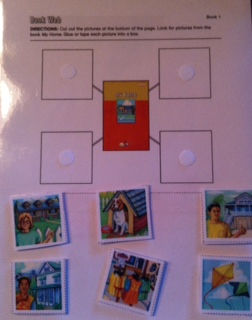 Book Web
Book 1
DIRECTIONS: Cut out the pictures at the bottom of the page. Look for pictures from the
book My Home. Glue or tape each picture into a box.